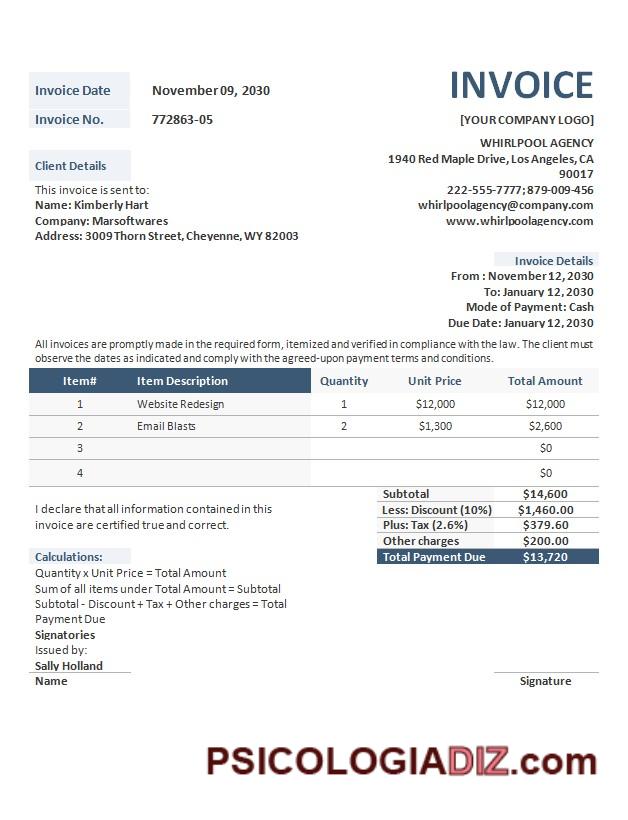 INVOICE
Invoice Date November 09, 2030
Invoice No. 772863-05
[YOUR COMPANY LOGO]
WHIRLPOOL AGENCY
1940 Red Maple Drive, Los Angeles, CA
90017
222-555-7777; 879-009-456
whirlpoolagency@company.com
www.whirlpoolagency.com
Client Details
This invoice is sent to:
Name: Kimberly Hart
Company: Marsoftwares
Address: 3009 Thorn Street, Cheyenne, WY 82003
Invoice Details
From : November 12, 2030
To: January 12, 2030
Mode of Payment: Cash
Due Date: January 12, 2030
All invoices are promptly made in the required form, itemized and verified in compliance with the law. The client must
observe the dates as indicated and comply with the agreed-upon payment terms and conditions.
Item# Item Description Quantity Unit Price Total Amount
1 Website Redesign 1 $12,000 $12,000
2 Email Blasts 2 $1,300 $2,600
3 $0
4 $0
Subtotal $14,600
Less: Discount (10%) $1,460.00
Plus: Tax (2.6%) $379.60
Other charges $200.00
Total Payment Due $13,720
I declare that all information contained in this
invoice are certified true and correct.
Calculations:
Quantity x Unit Price = Total Amount
Sum of all items under Total Amount = Subtotal
Subtotal - Discount + Tax + Other charges = Total
Payment Due
Signatories
Issued by:
Sally Holland
Name Signature
PSICOLOGIADIZ.com